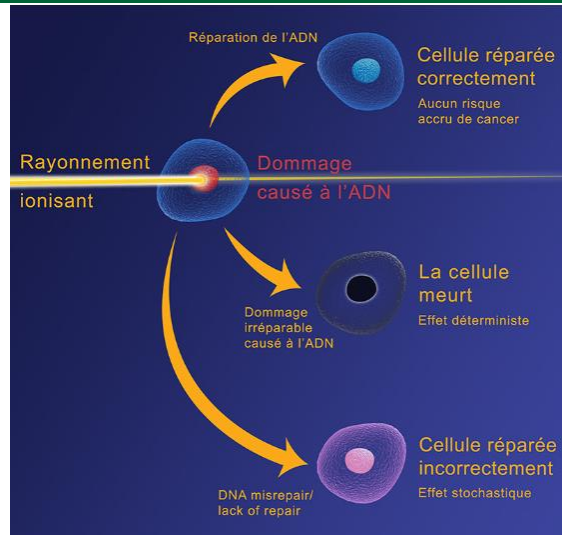 Réparation de l'ADN
Cellule réparée
correctement
Aucun risque
accru de cancer
Rayonnement
ionisant
Dommage
causé à l'ADN
La cellule
meurt
Effet déterministe
Dommage
irréparable
causé à l'ADN
Cellule réparée
incorrectement
Effet stochastique
DNA misrepair/
lack of repair